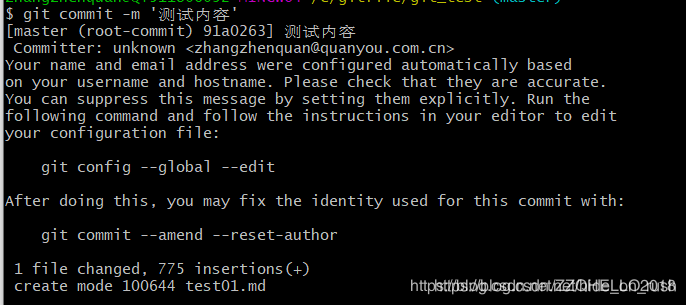 $ git commit -m '测试内容'
[master (root-commit) 91a0263] 测试内容
 Committer: unknown <zhangzhenquan@quanyou.com.cn>
Your name and email address were configured automatically based
on your username and hostname. Please check that they are accurate.
You can suppress this message by setting them explicitly. Run the
following command and follow the instructions in your editor to edit
your configuration file:
    git config --global --edit
After doing this, you may fix the identity used for this commit with:
    git commit --amend --reset-author
 1 file changed, 775 insertions(+)
 create mode 100644 test01.md